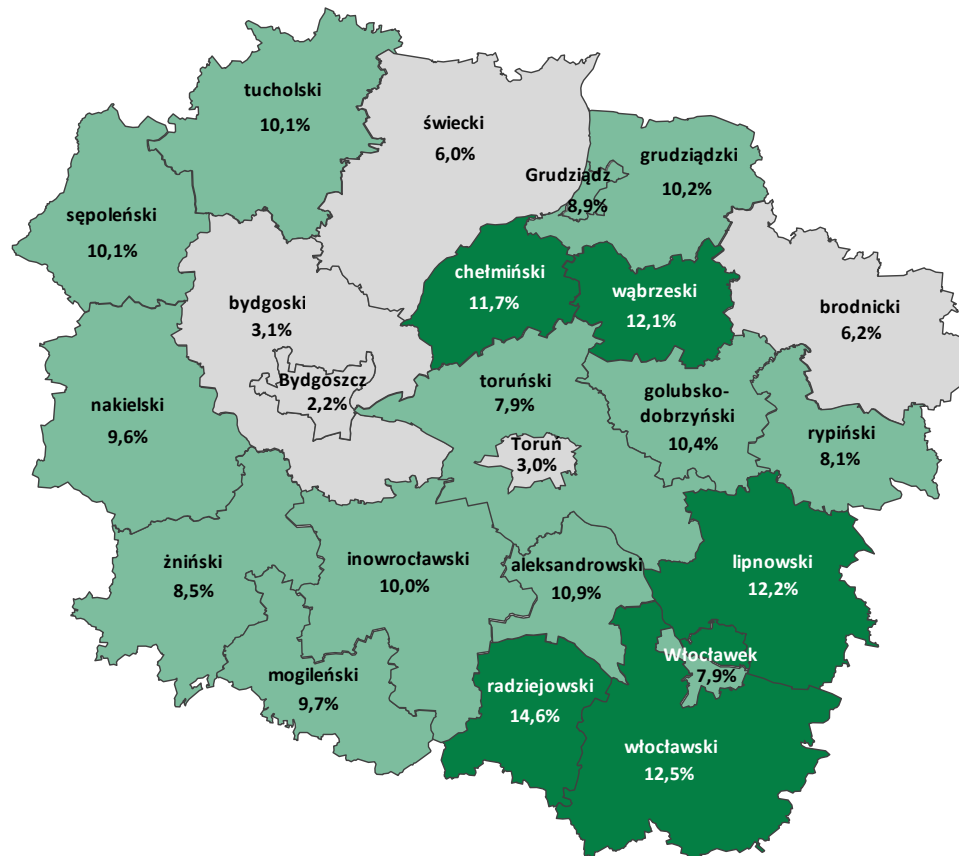 tucholski
10,1%
świecki
6,0%
grudziądzki
10,2%
Grudziądz
8,9%
sępoleński
10,1%
chełmiński
11,7%
wąbrzeski
12,1%
bydgoski
3,1%
brodnicki
6,2%
Bydgoszcz
2,2%
toruński
7,9%
golubsko-
dobrzyński
10,4%
nakielski
9,6%
rypiński
8,1%
Toruń
3,0%
żniński
8,5%
inowrocławski
10,0%
aleksandrowski
10,9%
lipnowski
12,2%
Włocławek
7,9%
mogileński
9,7%
radziejowski
14,6%
włocławski
12,5%